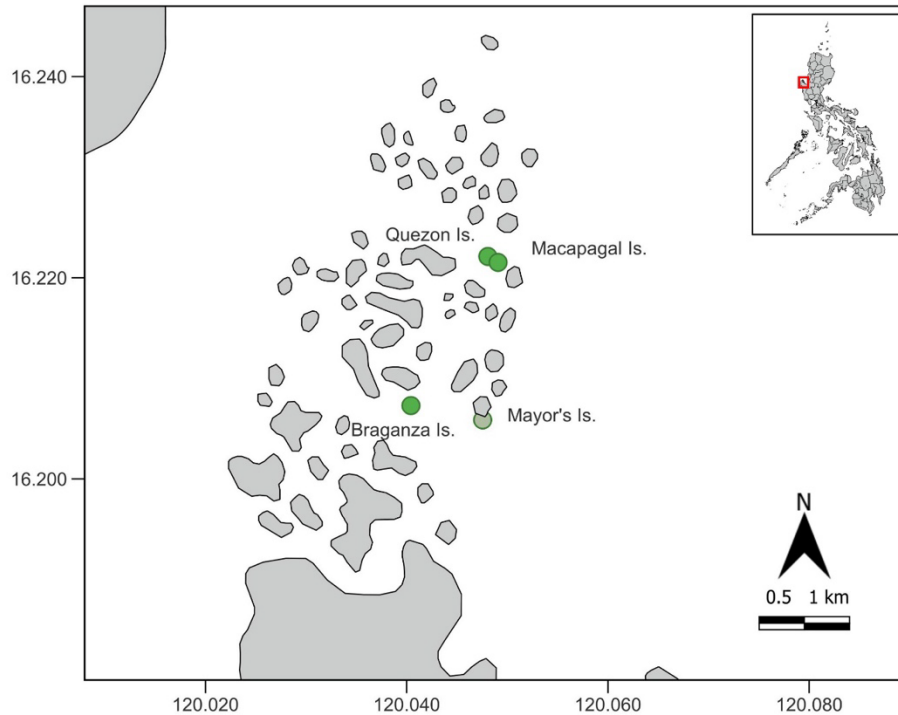 16.240
Quezon Is.
Macapagal Is.
16.220
Mayor's Is.
Braganza Is.
16.200
N
0.5 1 km
120.020 120.040 120.060 120.080